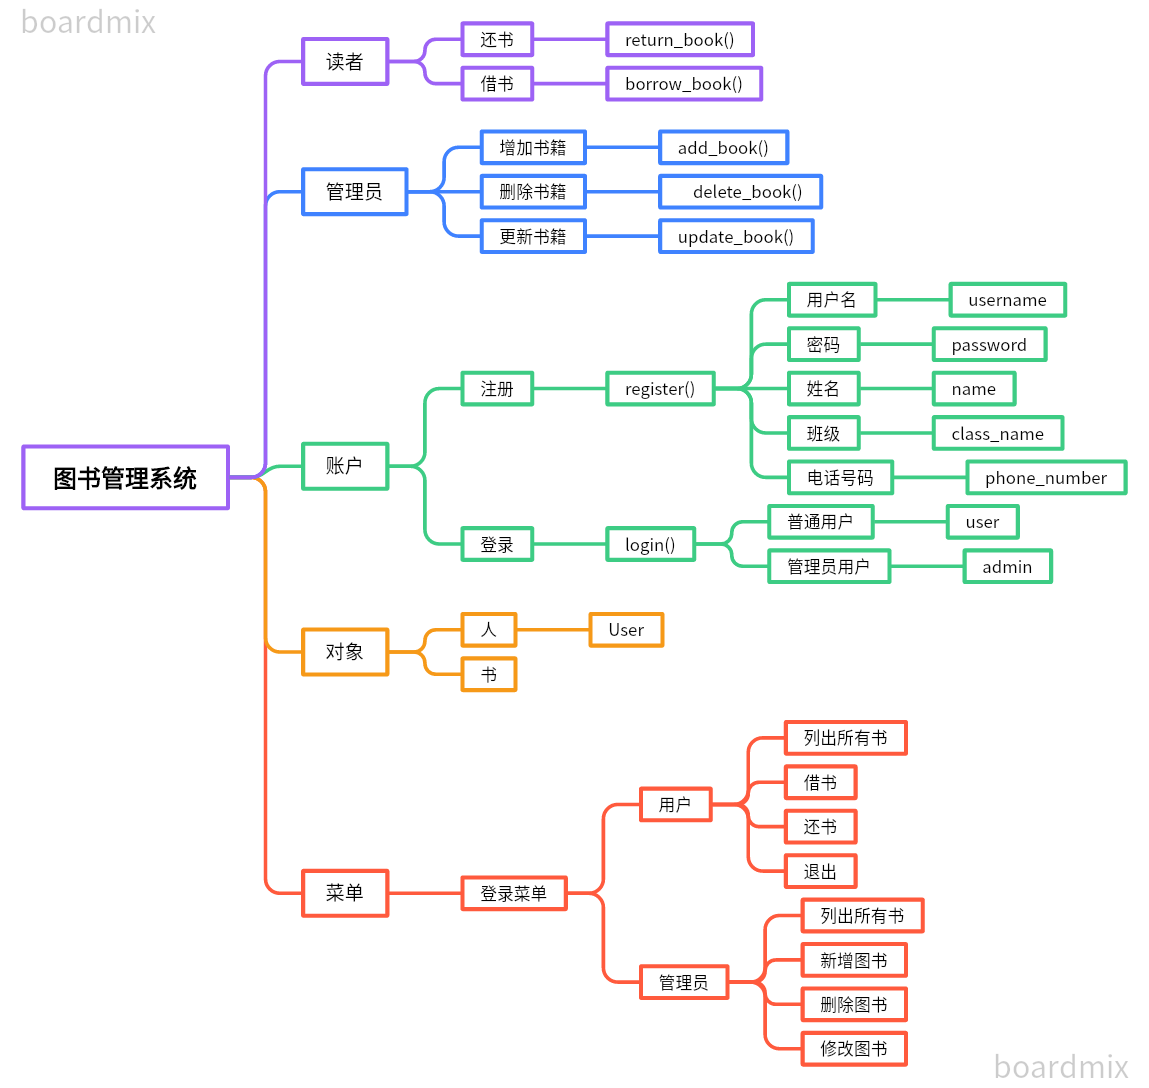 boardmix
图书管理系统
读者
还书
return_book()
借书
borrow_book()
管理员
增加书籍
add_book()
删除书籍
delete_book()
更新书籍
update_book()
账户
注册
register()
用户名
username
密码
password
姓名
name
班级
class_name
电话号码
phone_number
登录
login()
普通用户
user
管理员用户
admin
对象
人
User
书
菜单
登录菜单
用户
列出所有书
借书
还书
退出
管理员
列出所有书
新增图书
删除图书
修改图书
boardmix